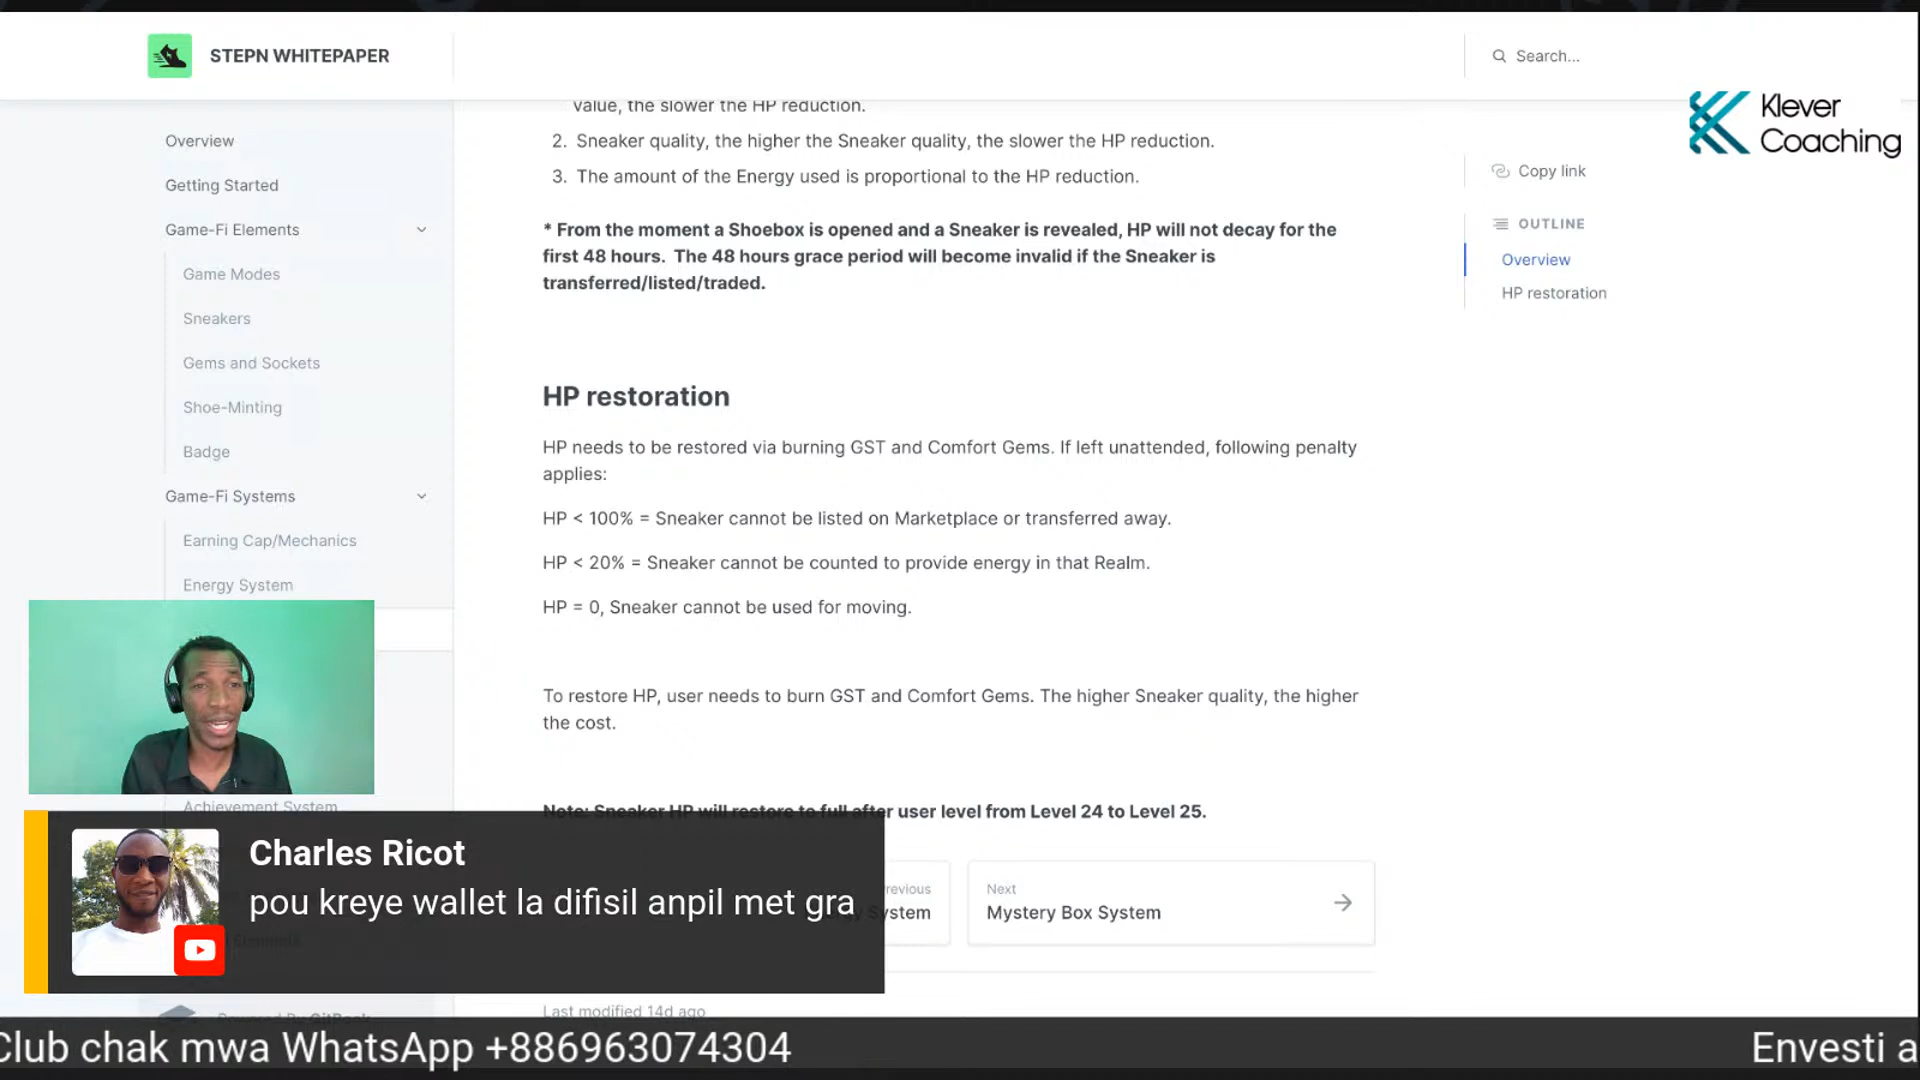 STEPN WHITEPAPER
Search...
Klever
Coaching
Overview
Getting Started
Game-Fi Elements
Game Modes
Sneakers
Gems and Sockets
Shoe-Minting
Badge
Game-Fi Systems
Earning Cap/Mechanics
Energy System
Achievement System
value, the slower the HP reduction.
2. Sneaker quality, the higher the Sneaker quality, the slower the HP reduction.
3. The amount of the Energy used is proportional to the HP reduction.
* From the moment a Shoebox is opened and a Sneaker is revealed, HP will not decay for the
first 48 hours. The 48 hours grace period will become invalid if the Sneaker is
transferred/listed/traded.
HP restoration
HP needs to be restored via burning GST and Comfort Gems. If left unattended, following penalty
applies:
HP < 100% = Sneaker cannot be listed on Marketplace or transferred away.
HP < 20% = Sneaker cannot be counted to provide energy in that Realm.
HP = 0, Sneaker cannot be used for moving.
To restore HP, user needs to burn GST and Comfort Gems. The higher Sneaker quality, the higher
the cost.
Note: Sneaker HP will restore to full after user level from Level 24 to Level 25.
Next
Mystery Box System
Last modified 14d ago
Copy link
OUTLINE
Overview
HP restoration
Charles Ricot
pou kreye wallet la difisil anpil met gra
Powered By GitBook
Club chak mwa WhatsApp +886963074304
Envesti a